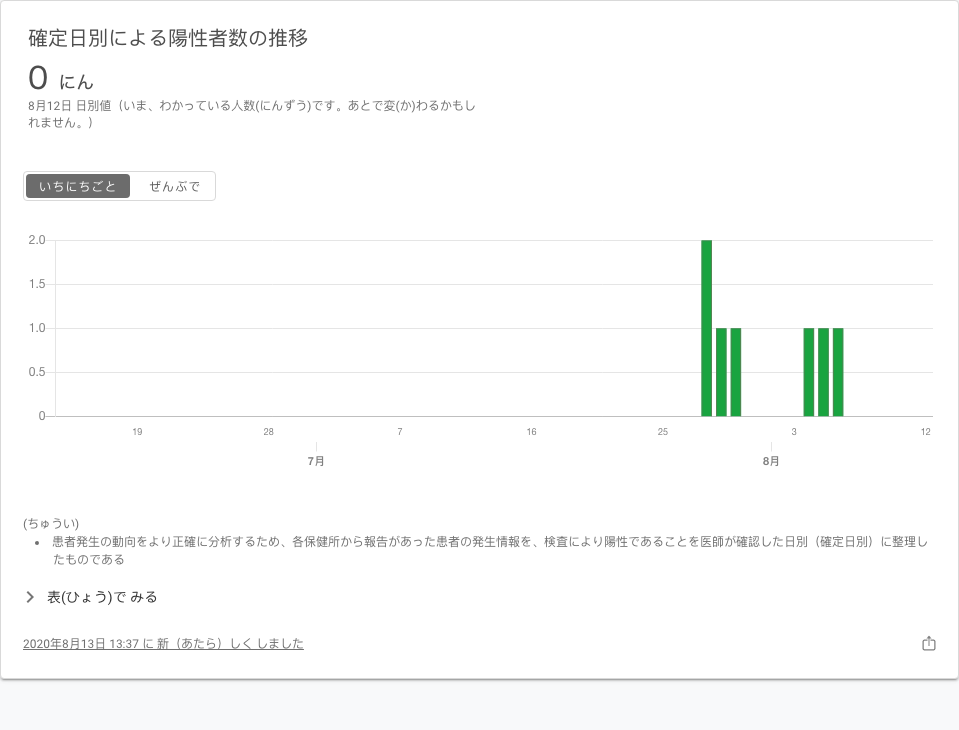 確定日別による陽性者数の推移
0 にん
8月12日 日別値（いま、わかっている人数(にんずう)です。あとで変(か)わるかもし
れません。）
いちにちごと ぜんぶで
2.0
1.5
1.0
0.5
0
19 28 7 16 25 3 12
7月 8月
(ちゅうい)
• 患者発生の動向をより正確に分析するため、各保健所から報告があった患者の発生情報を、検査により陽性であることを医師が確認した日別（確定日別）に整理し
たものである
表(ひょう)で みる
2020年8月13日 13:37 に 新（あたら）しく しました